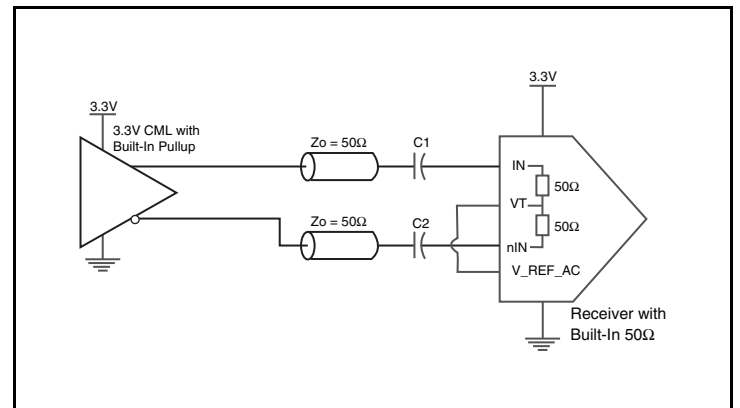 3.3V
3.3V
3.3V CML with
Built-In Pullup
Zo = 50Ω
C1
IN
50Ω
VT
50Ω
Zo = 50Ω
C2
nIN
V_REF_AC
Receiver with
Built-In 50Ω